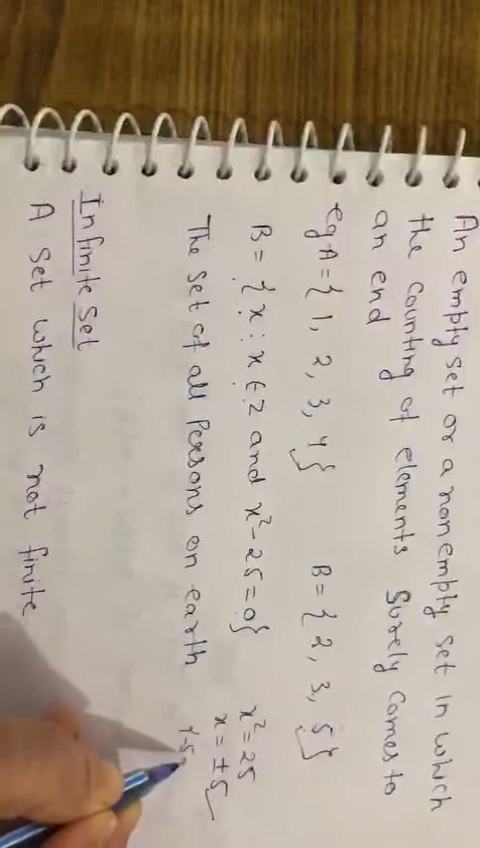 An empty set or a nonempty set in which
the counting of elements Surely comes to
an end
eg A = { 1, 2, 3, 4 } B = { 2, 3, 5 }
B = { x : x ∈ Z and x² - 25 = 0 } x² = 25
The set of all Persons on earth x = ± 5
{-5,
Infinite Set
A set which is not finite